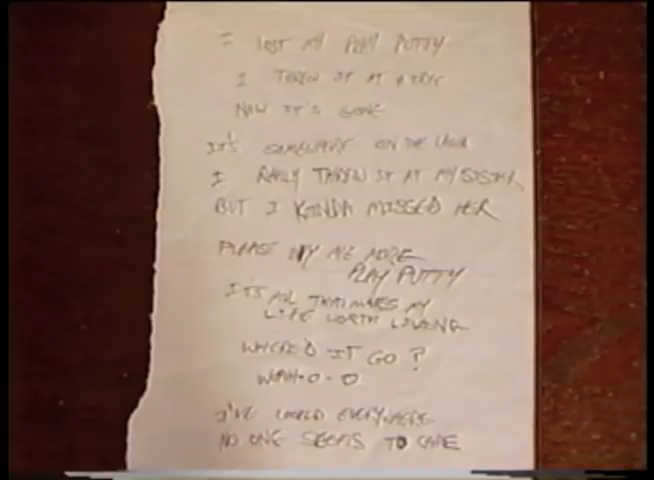 I LOST MY PLAY PUTTY
I THREW IT AT A TREE
NOW IT'S GONE
IT'S SOMEWHERE ON THE LAWN
I REALLY THREW IT AT MY SISTER
BUT I KINDA MISSED HER
PLEASE BUY ME MORE
PLAY PUTTY
IT'S ALL THAT MAKES MY
LIFE WORTH LIVING
WHERE'D IT GO?
WOAH-O-O
I'VE LOOKED EVERYWHERE
NO ONE SEEMS TO CARE